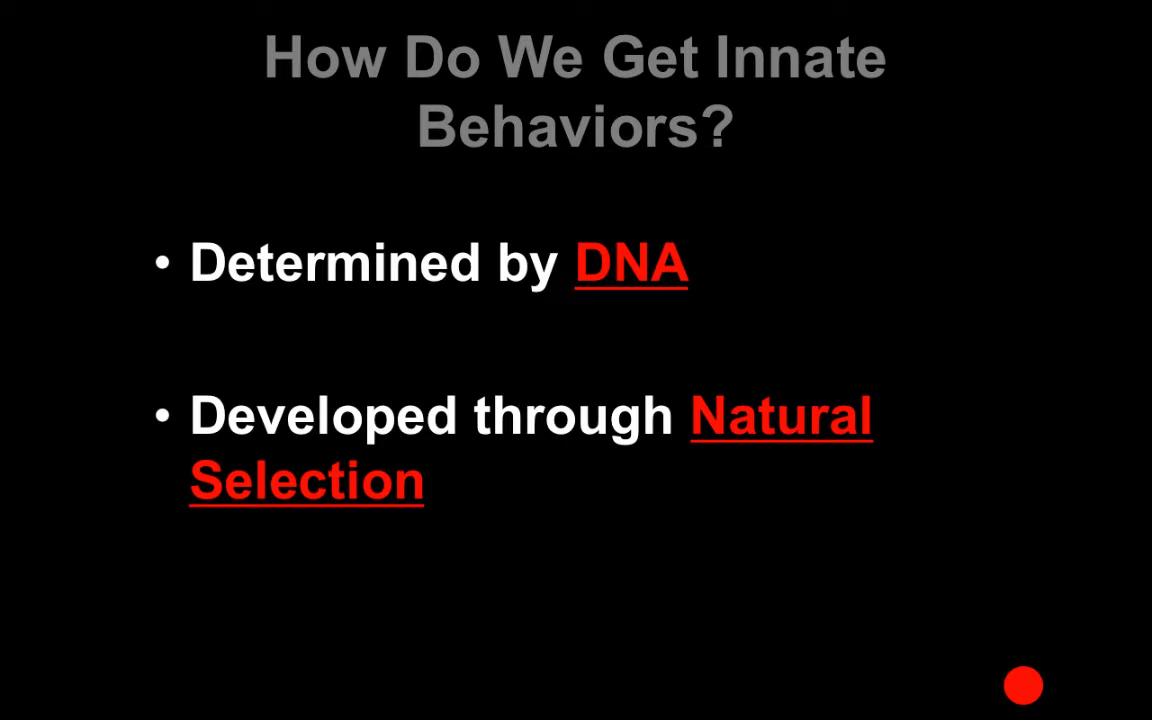 How Do We Get Innate
Behaviors?
• Determined by DNA
• Developed through Natural
Selection